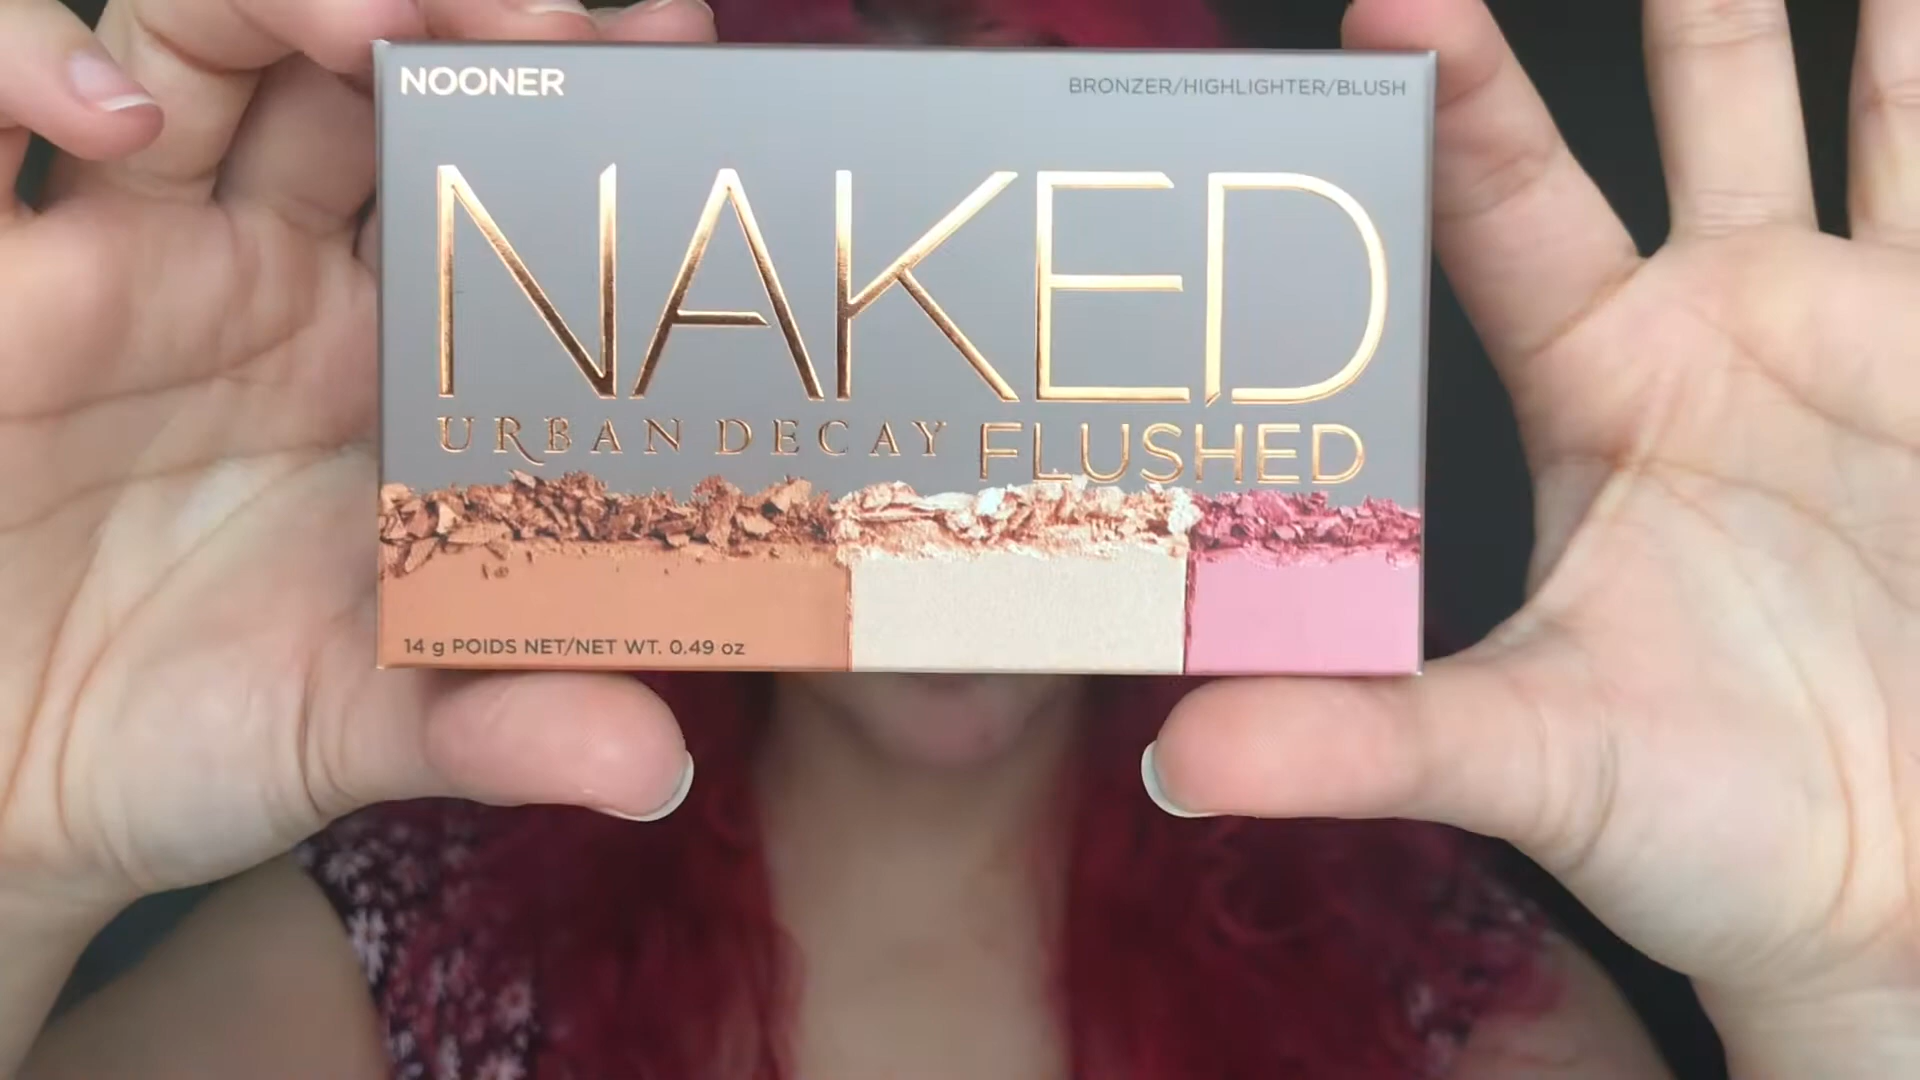 NOONER
BRONZER/HIGHLIGHTER/BLUSH
NAKED
URBAN DECAY FLUSHED
14 g POIDS NET/NET WT. 0.49 oz